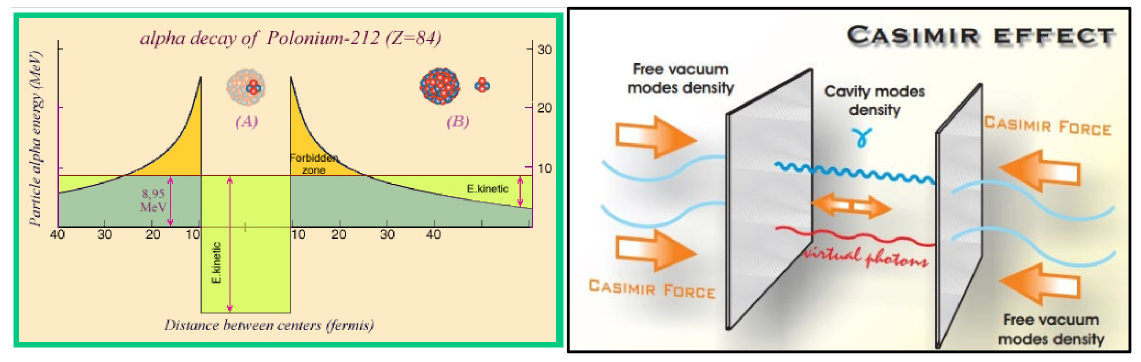 alpha decay of Polonium-212 (Z=84)
Particle alpha energy (MeV)
30
20
10
(A)
(B)
Forbidden
zone
8,95
MeV
E.kinetic
E.kinetic
40
30
20
10
10
20
30
40
Distance between centers (fermis)
CASIMIR EFFECT
Free vacuum
modes density
Cavity modes
density
CASIMIR FORCE
virtual photons
CASIMIR FORCE
Free vacuum
modes density